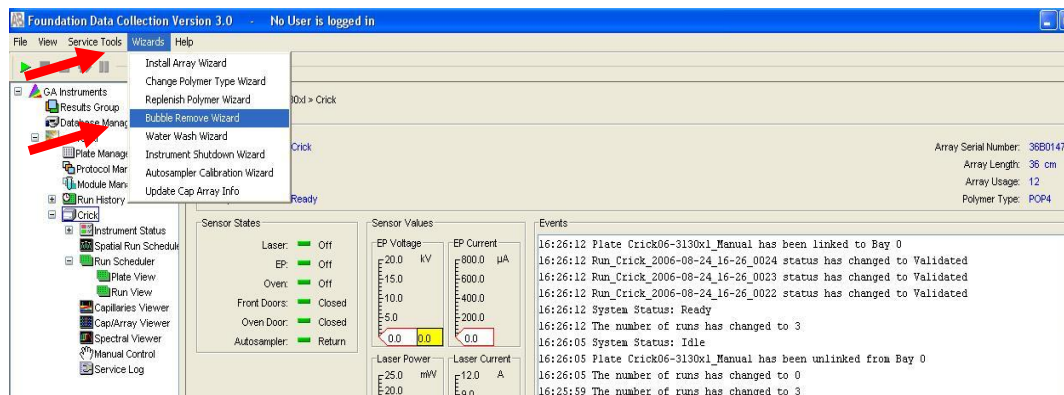 Foundation Data Collection Version 3.0 - No User is logged in
File View Service Tools Wizards Help
Install Array Wizard
Change Polymer Type Wizard
Replenish Polymer Wizard
Bubble Remove Wizard
Water Wash Wizard
Instrument Shutdown Wizard
Autosampler Calibration Wizard
Update Cap Array Info
GA Instruments
Results Group
Database Manag
Plate Manage
Protocol Mar
Module Man
Run History
Crick
Instrument Status
Spatial Run Schedule
Run Scheduler
Plate View
Run View
Capillaries Viewer
Cap/Array Viewer
Spectral Viewer
Manual Control
Service Log
> Crick
Crick
Ready
Array Serial Number: 36B0147
Array Length: 36 cm
Array Usage: 12
Polymer Type: POP4
Sensor States
Laser: Off
EP: Off
Oven: Off
Front Doors: Closed
Oven Door: Closed
Autosampler: Return
Sensor Values
EP Voltage
20.0 kV
15.0
10.0
5.0
0.0 0.0
EP Current
800.0 µA
600.0
400.0
200.0
0.0
Laser Power
25.0 mW
20.0
Laser Current
12.0 A
9.0
Events
16:26:12 Plate Crick06-3130xl_Manual has been linked to Bay 0
16:26:12 Run_Crick_2006-08-24_16-26_0024 status has changed to Validated
16:26:12 Run_Crick_2006-08-24_16-26_0023 status has changed to Validated
16:26:12 Run_Crick_2006-08-24_16-26_0022 status has changed to Validated
16:26:12 System Status: Ready
16:26:12 The number of runs has changed to 3
16:26:05 System Status: Idle
16:26:05 Plate Crick06-3130xl_Manual has been unlinked from Bay 0
16:26:05 The number of runs has changed to 0
16:25:59 The number of runs has changed to 3